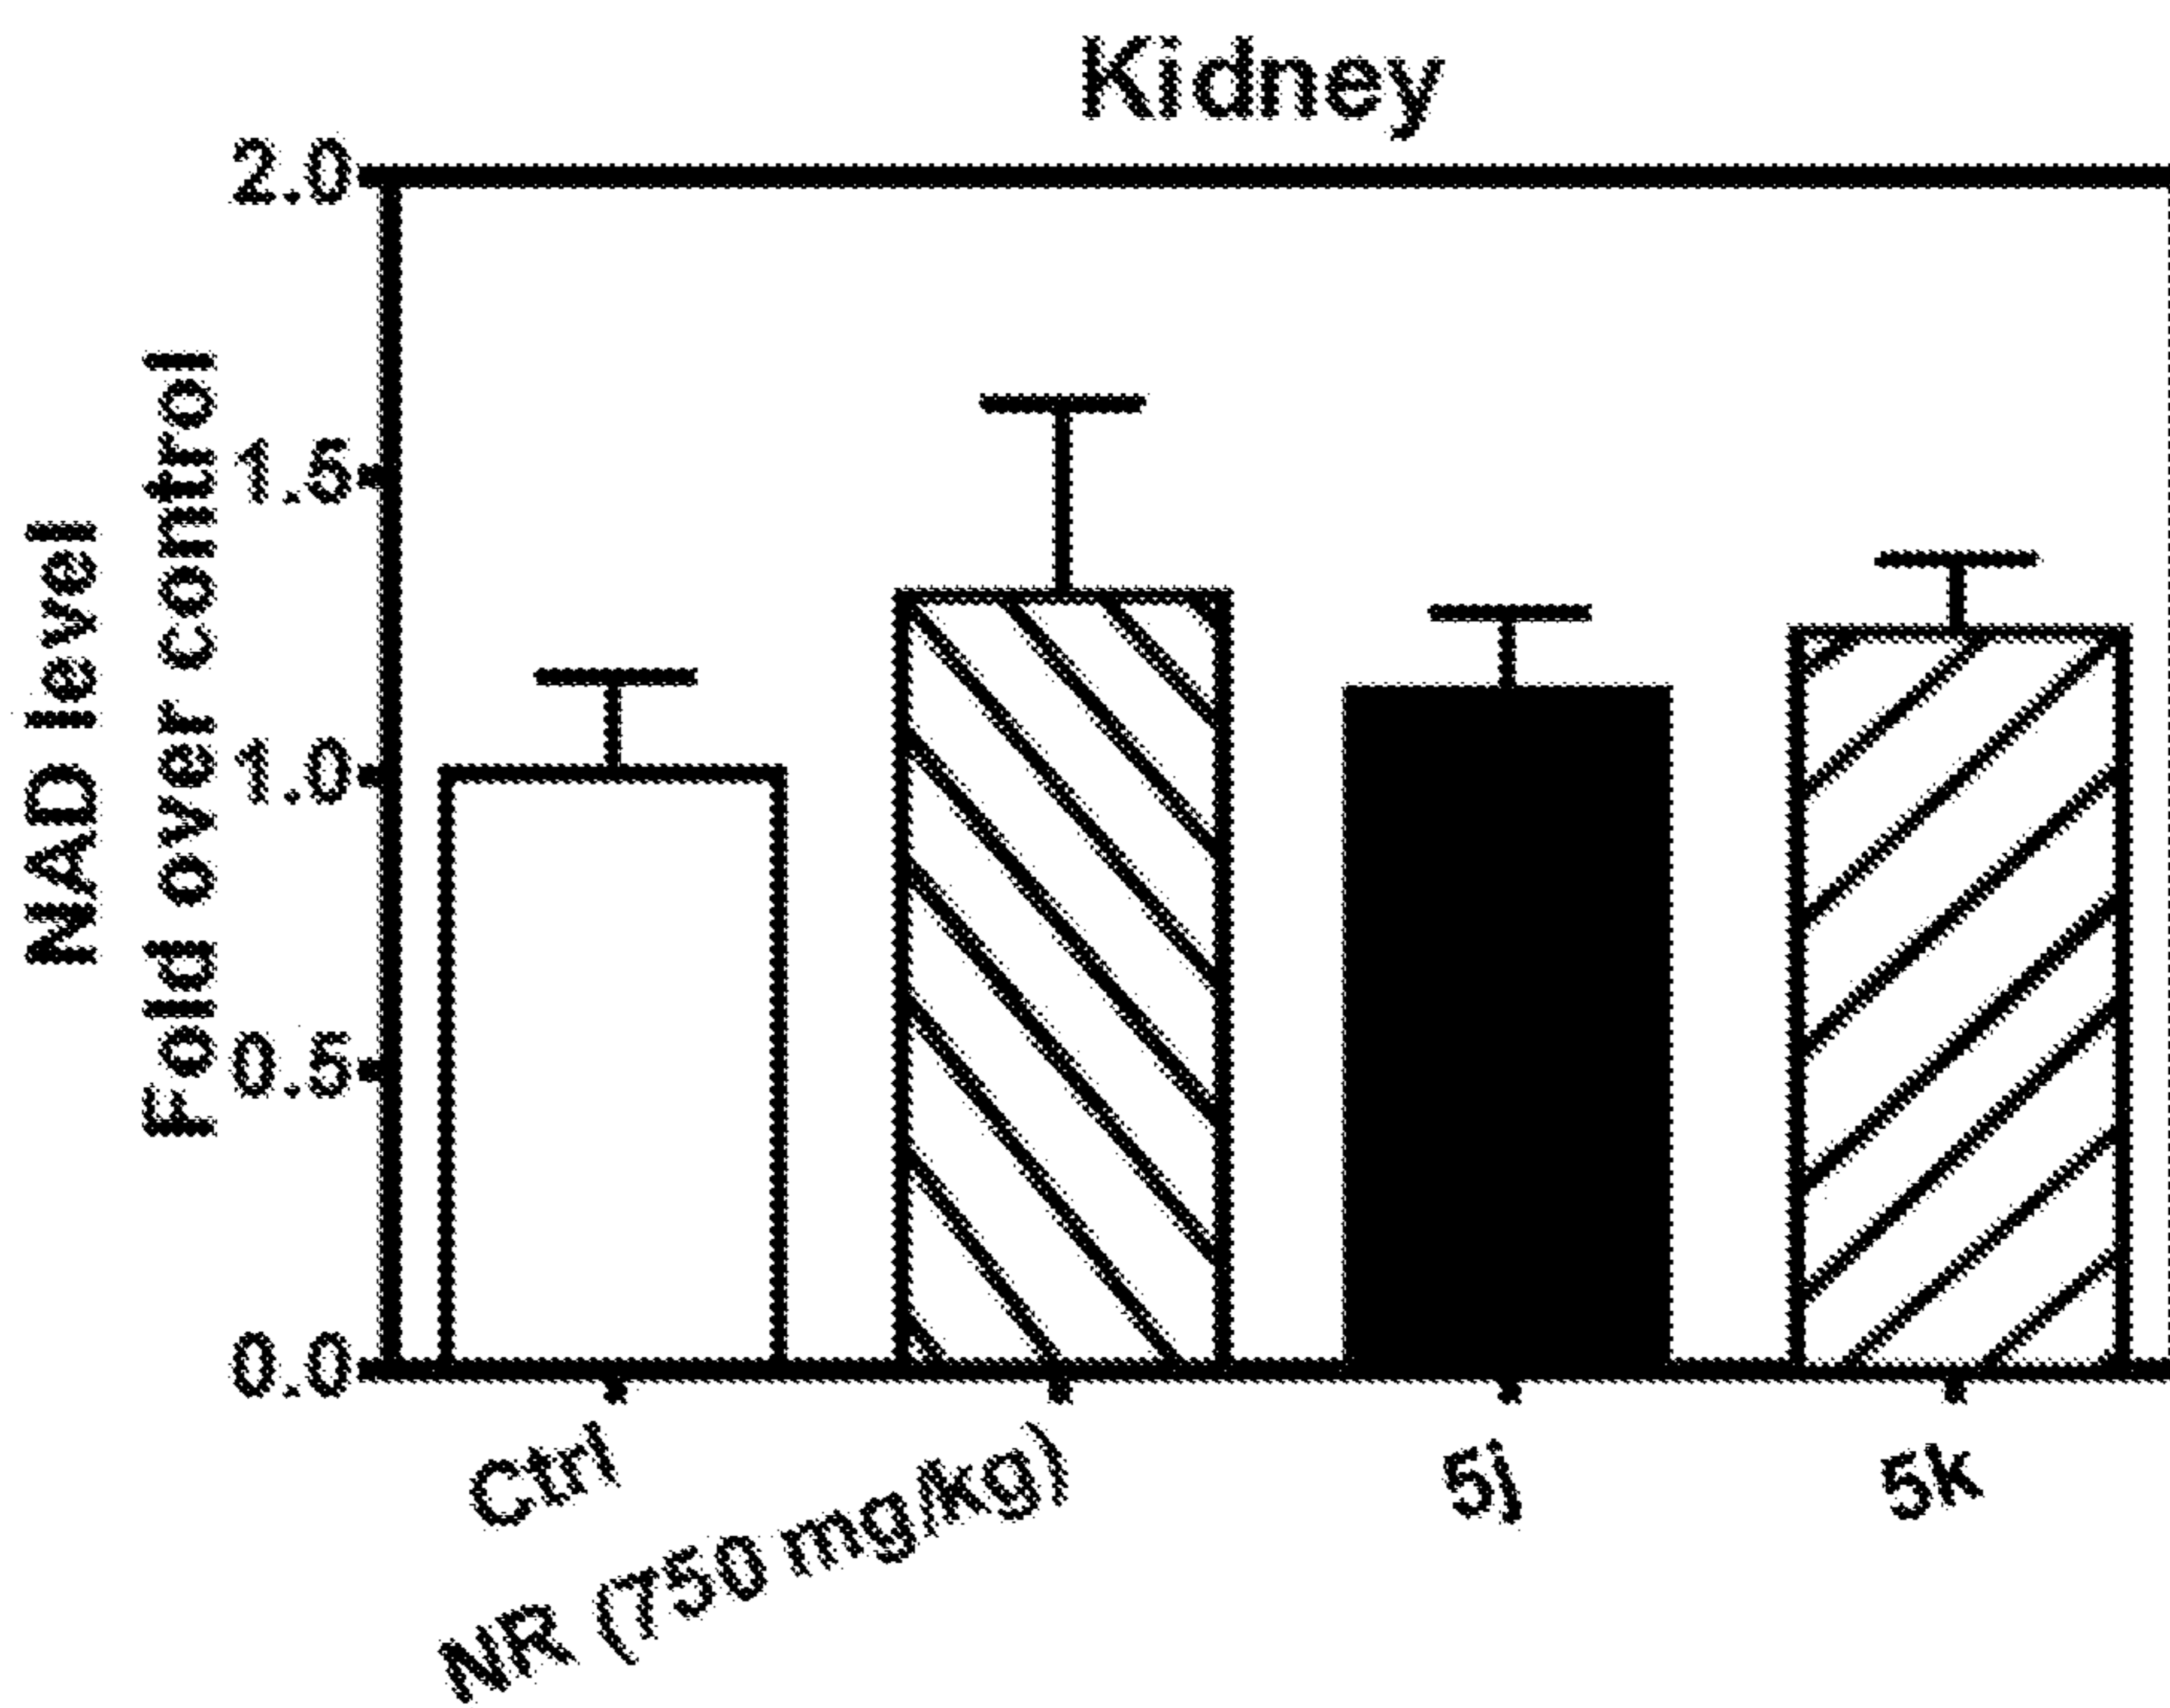 Kidney
NAD level
Fold over control
2.0
1.5
1.0
0.5
0.0
Ctrl
NR (750 mg/kg)
5j
5k